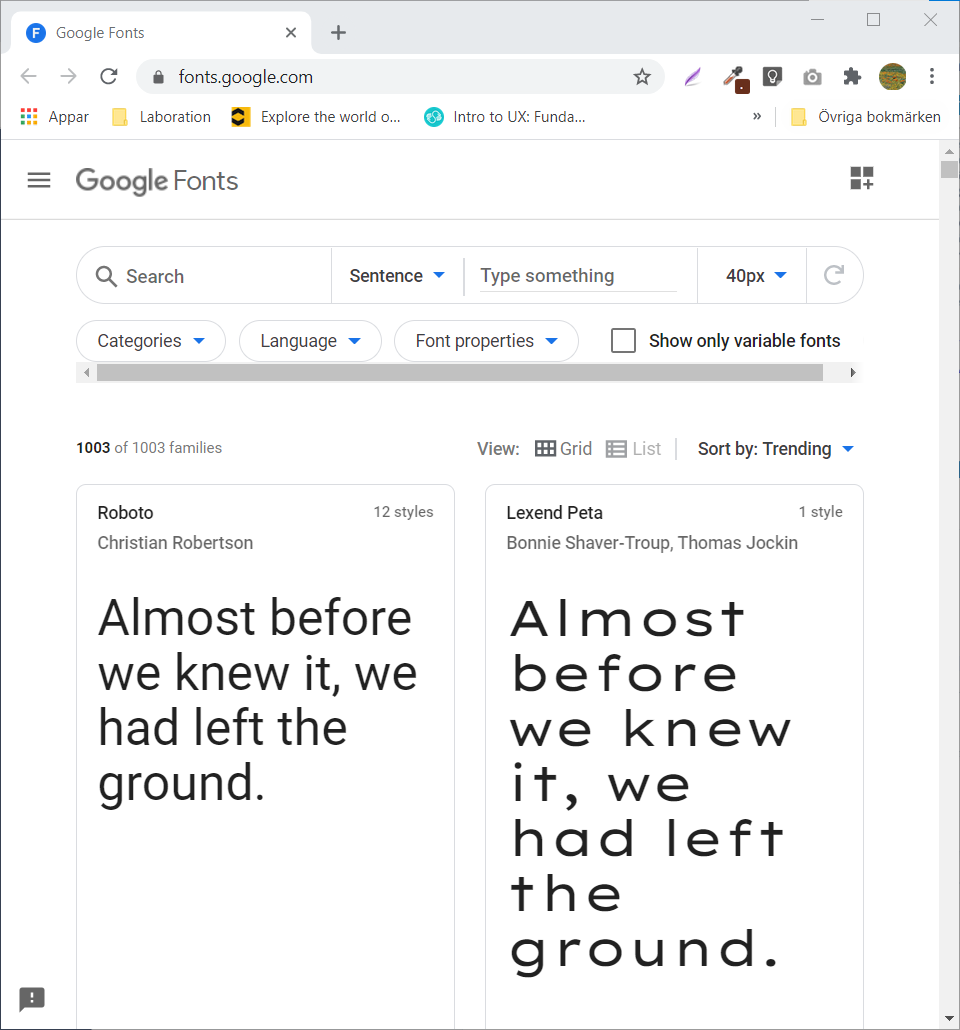 F Google Fonts
fonts.google.com
Appar Laboration Explore the world o... Intro to UX: Funda... » Övriga bokmärken
Google Fonts
Search Sentence Type something 40px
Categories Language Font properties Show only variable fonts
1003 of 1003 families View: Grid List Sort by: Trending
Roboto 12 styles
Christian Robertson
Almost before
we knew it, we
had left the
ground.
Lexend Peta 1 style
Bonnie Shaver-Troup, Thomas Jockin
Almost
before
we knew
it, we
had left
the
ground.